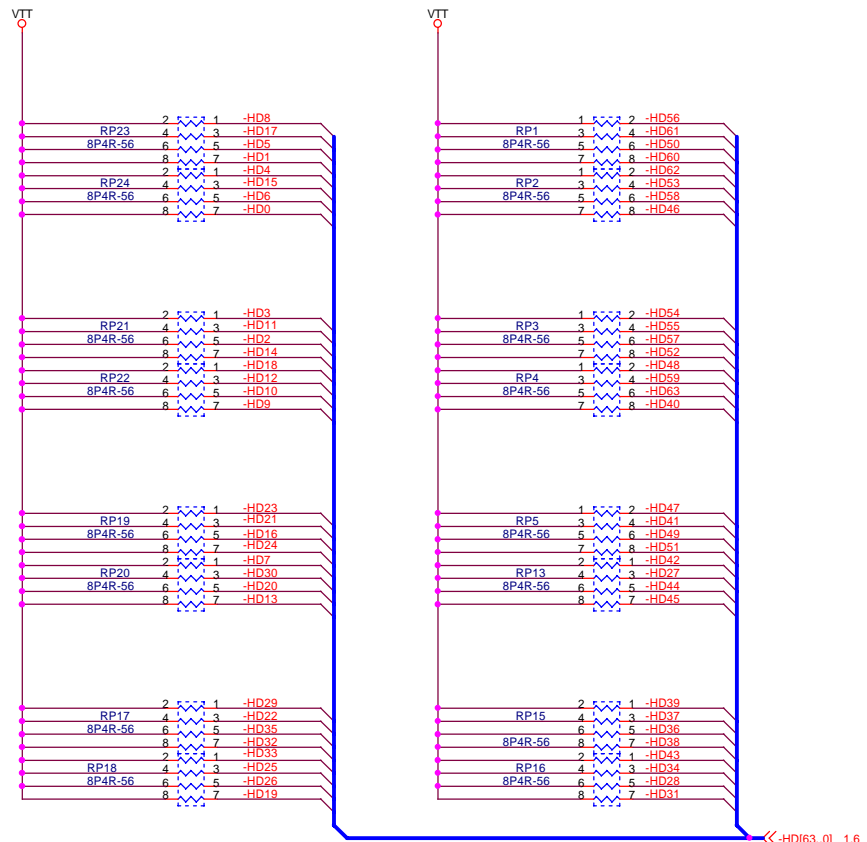 VTT
2 1 -HD8
RP23 4 3 -HD17
8P4R-56 6 5 -HD5
8 7 -HD1
2 1 -HD4
RP24 4 3 -HD15
8P4R-56 6 5 -HD6
8 7 -HD0
2 1 -HD3
RP21 4 3 -HD11
8P4R-56 6 5 -HD2
8 7 -HD14
2 1 -HD18
RP22 4 3 -HD12
8P4R-56 6 5 -HD10
8 7 -HD9
2 1 -HD23
RP19 4 3 -HD21
8P4R-56 6 5 -HD16
8 7 -HD24
2 1 -HD7
RP20 4 3 -HD30
8P4R-56 6 5 -HD20
8 7 -HD13
2 1 -HD29
RP17 4 3 -HD22
8P4R-56 6 5 -HD35
8 7 -HD32
2 1 -HD33
RP18 4 3 -HD25
8P4R-56 6 5 -HD26
8 7 -HD19
VTT
1 2 -HD56
RP1 3 4 -HD61
8P4R-56 5 6 -HD50
7 8 -HD60
1 2 -HD62
RP2 3 4 -HD53
8P4R-56 5 6 -HD58
7 8 -HD46
1 2 -HD54
RP3 3 4 -HD55
8P4R-56 5 6 -HD57
7 8 -HD52
1 2 -HD48
RP4 3 4 -HD59
8P4R-56 5 6 -HD63
7 8 -HD40
1 2 -HD47
RP5 3 4 -HD41
8P4R-56 5 6 -HD49
7 8 -HD51
2 1 -HD42
RP13 4 3 -HD27
8P4R-56 6 5 -HD44
8 7 -HD45
2 1 -HD39
RP15 4 3 -HD37
6 5 -HD36
8P4R-56 8 7 -HD38
2 1 -HD43
RP16 4 3 -HD34
8P4R-56 6 5 -HD28
8 7 -HD31
-HD[63..0] 1,6